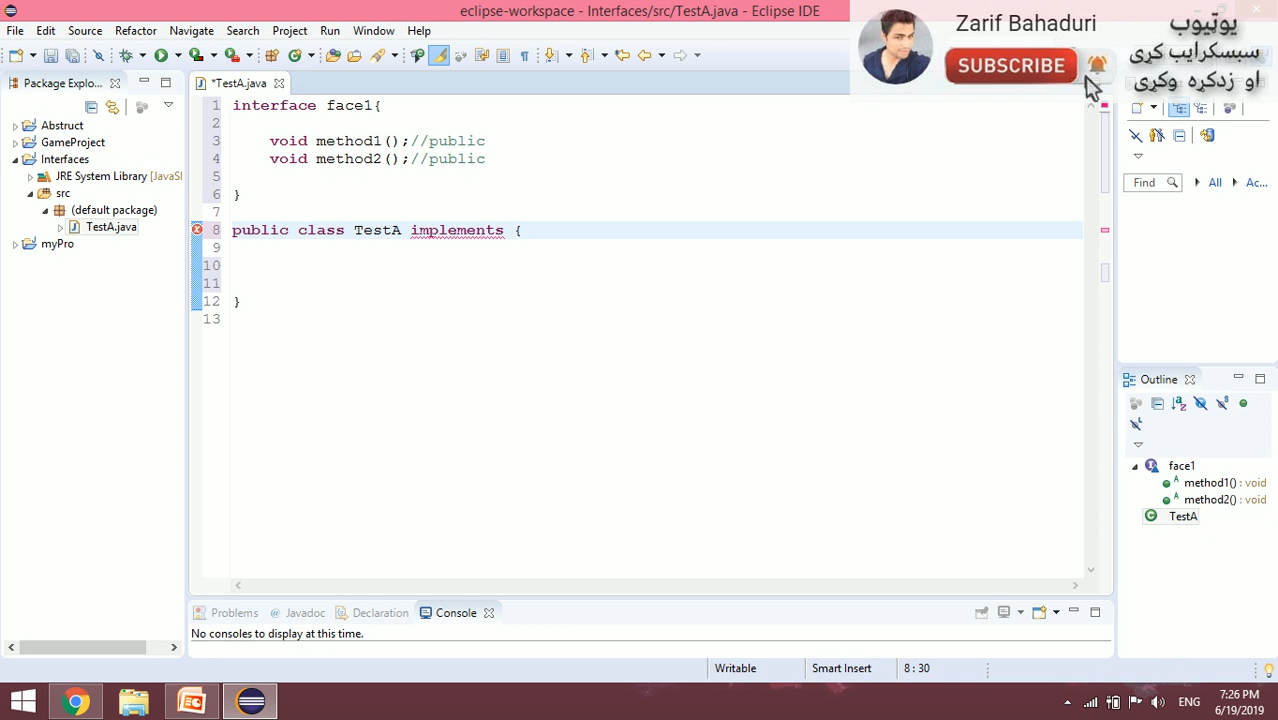 eclipse-workspace - Interfaces/src/TestA.java - Eclipse IDE
Zarif Bahaduri
SUBSCRIBE
یوټیوب
سبسکرایب کړی
او زدکړه وکړی
File Edit Source Refactor Navigate Search Project Run Window Help
Package Explo...
*TestA.java
Abstruct
GameProject
Interfaces
JRE System Library [JavaSI
src
(default package)
TestA.java
myPro
1 interface face1{
2
3 void method1();//public
4 void method2();//public
5
6 }
7
8 public class TestA implements {
9
10
11
12 }
13
Find All Ac...
Outline
face1
method1() : void
method2() : void
TestA
Problems Javadoc Declaration Console
No consoles to display at this time.
Writable Smart Insert 8 : 30
ENG
7:26 PM
6/19/2019